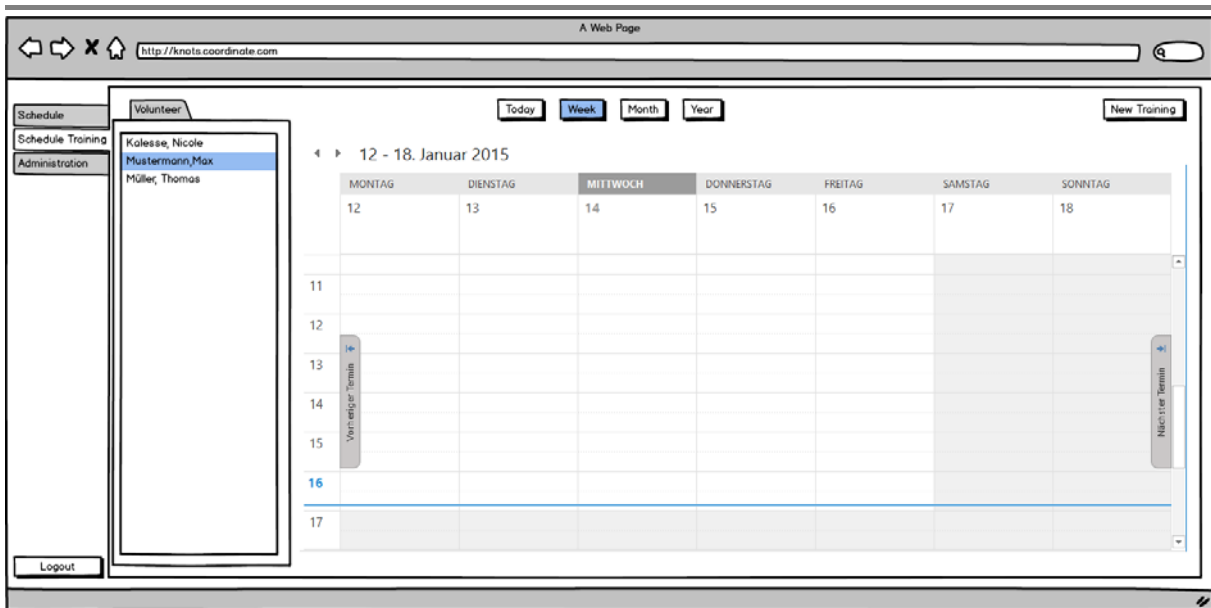 A Web Page
http://knots.coordinate.com
Schedule
Schedule Training
Administration
Logout
Volunteer
Kalesse, Nicole
Mustermann,Max
Müller, Thomas
Today Week Month Year New Training
12 - 18. Januar 2015
MONTAG DIENSTAG MITTWOCH DONNERSTAG FREITAG SAMSTAG SONNTAG
12 13 14 15 16 17 18
11
12
13
14
15
16
17
Vorheriger Termin
Nächster Termin